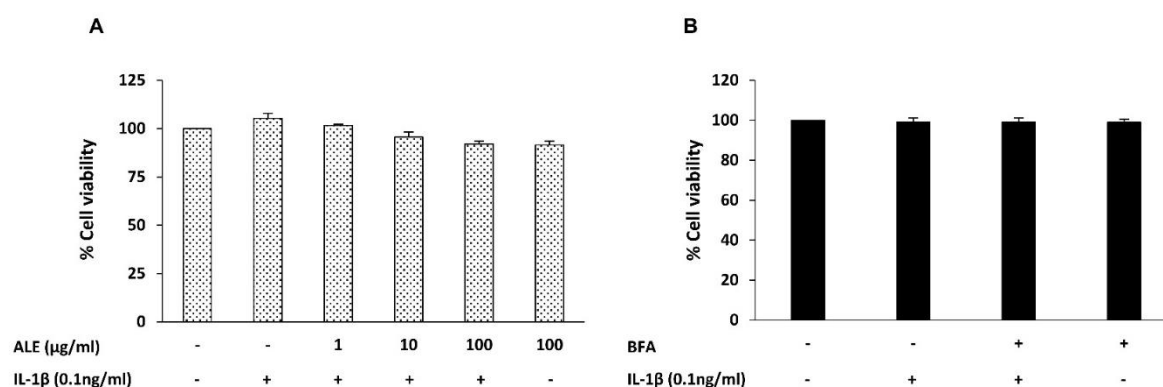 A
B
% Cell viability
125
100
75
50
25
0
ALE (µg/ml) - - 1 10 100 100
IL-1β (0.1ng/ml) - + + + + -
% Cell viability
120
100
80
60
40
20
0
BFA - - + +
IL-1β (0.1ng/ml) - + + -